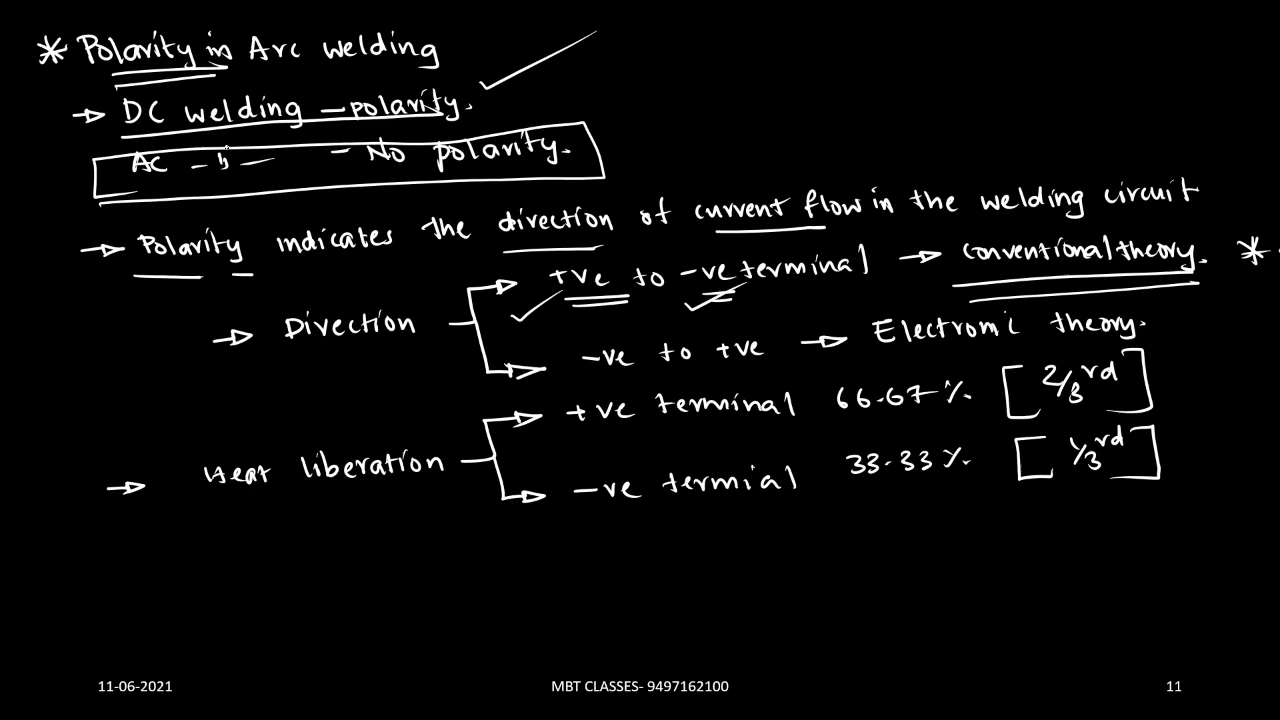 * Polarity in Arc welding
→ DC welding - polarity.
AC - 〃 - - No polarity.
→ Polarity indicates the direction of current flow in the welding circuit
+ve to -ve terminal → conventional theory. *
→ Direction
-ve to +ve → Electronic theory.
+ve terminal 66.67 %. [2/3rd]
→ Heat liberation
-ve termial 33.33 %. [1/3rd]
11-06-2021 MBT CLASSES- 9497162100 11